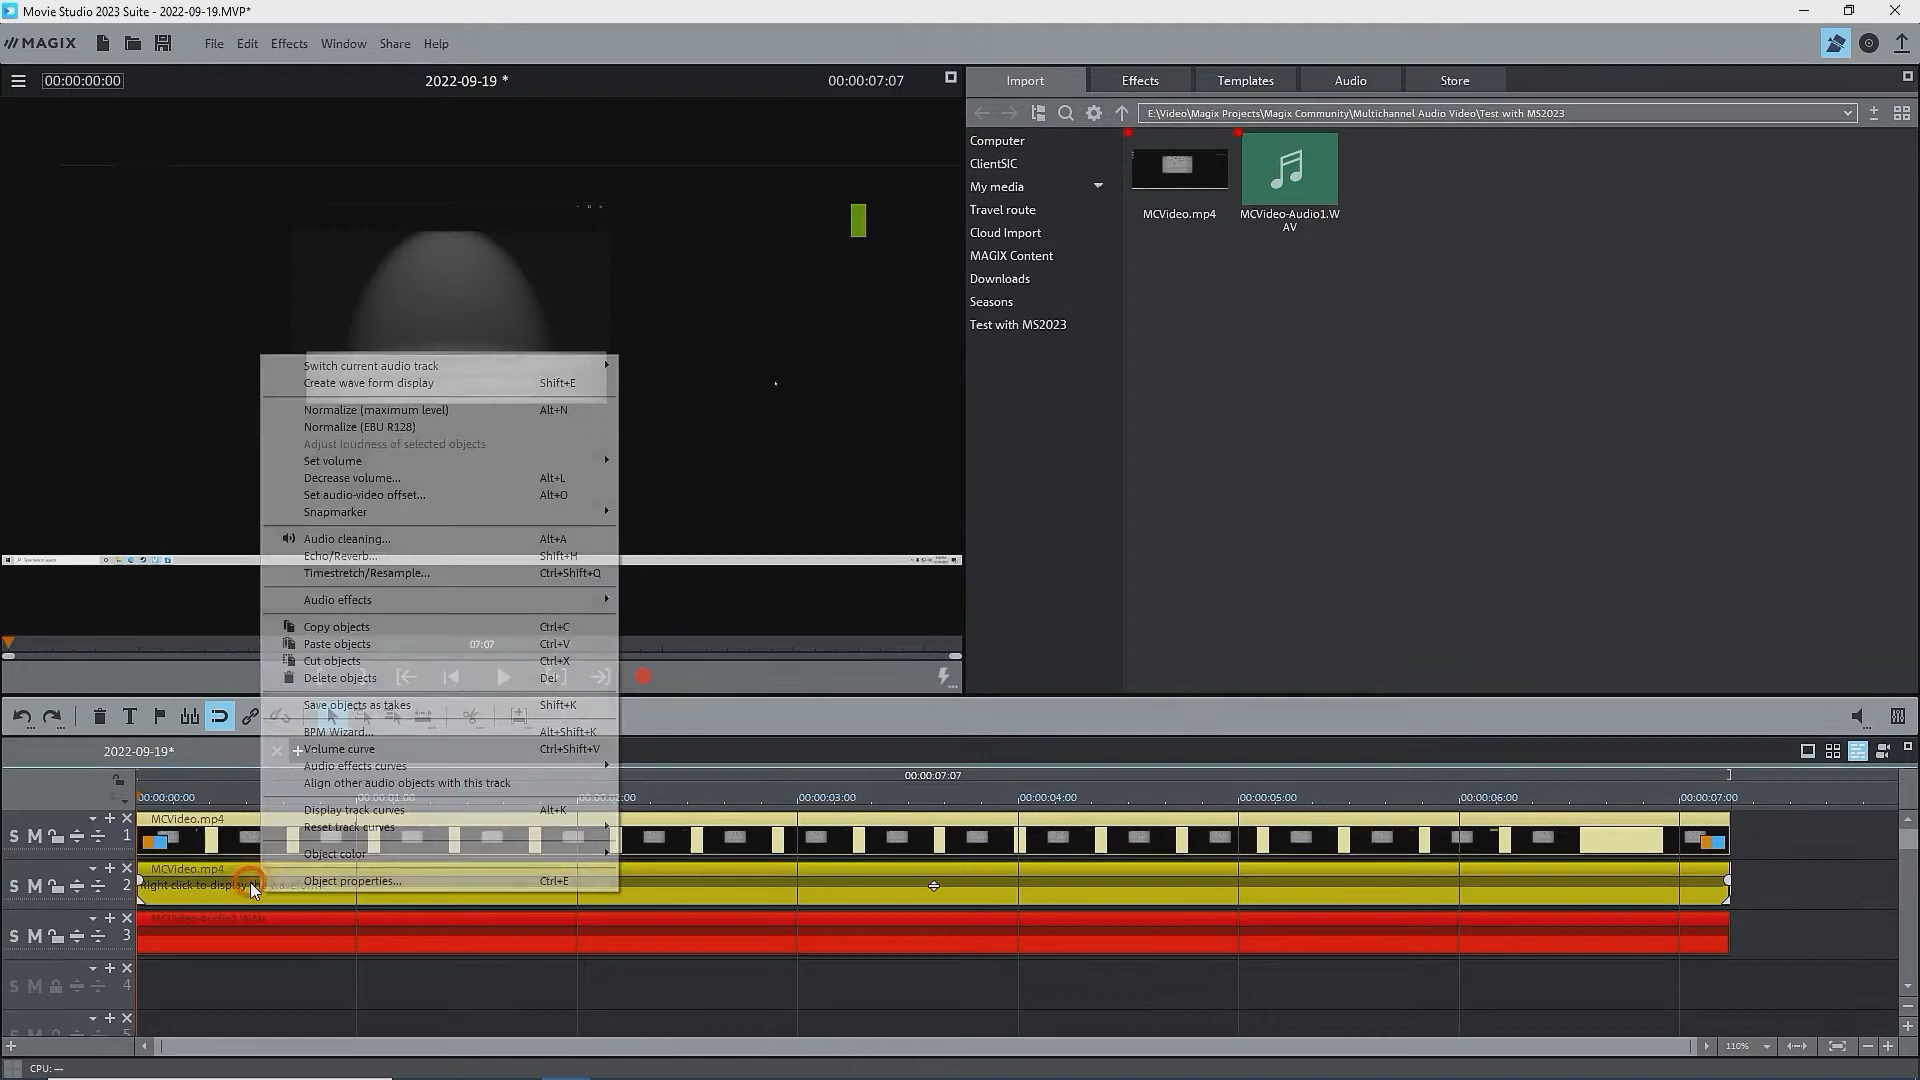 Movie Studio 2023 Suite - 2022-09-19.MVP*
MAGIX File Edit Effects Window Share Help
00:00:00:00 2022-09-19 * 00:00:07:07
Import Effects Templates Audio Store
E:\Video\Magix Projects\Magix Community\Multichannel Audio Video\Test with MS2023
Computer
ClientSIC
My media
Travel route
Cloud Import
MAGIX Content
Downloads
Seasons
Test with MS2023
MCVideo.mp4
MCVideo-Audio1.W
AV
Switch current audio track
Create wave form display Shift+E
Normalize (maximum level) Alt+N
Normalize (EBU R128)
Adjust loudness of selected objects
Set volume
Decrease volume... Alt+L
Set audio-video offset... Alt+O
Snapmarker
Audio cleaning... Alt+A
Echo/Reverb... Shift+H
Timestretch/Resample... Ctrl+Shift+Q
Audio effects
Copy objects Ctrl+C
Paste objects Ctrl+V
Cut objects Ctrl+X
Delete objects Del
Save objects as takes Shift+K
BPM Wizard... Alt+Shift+K
Volume curve Ctrl+Shift+V
Audio effects curves
Align other audio objects with this track
Display track curves Alt+K
Reset track curves
Object color
Object properties... Ctrl+E
07:07
2022-09-19*
00:00:07:07
00:00:00:00 00:00:01:00 00:00:02:00 00:00:03:00 00:00:04:00 00:00:05:00 00:00:06:00 00:00:07:00
MCVideo.mp4
S M 1
MCVideo.mp4
S M 2
Right click to display the waveform
MCVideo-Audio1.WAV
S M 3
S M 4
5
110%
CPU: —